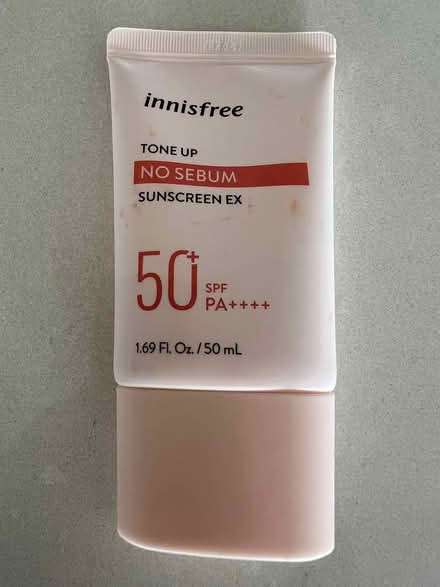 innisfree
TONE UP
NO SEBUM
SUNSCREEN EX
50+
SPF
PA++++
1.69 Fl. Oz. / 50 mL